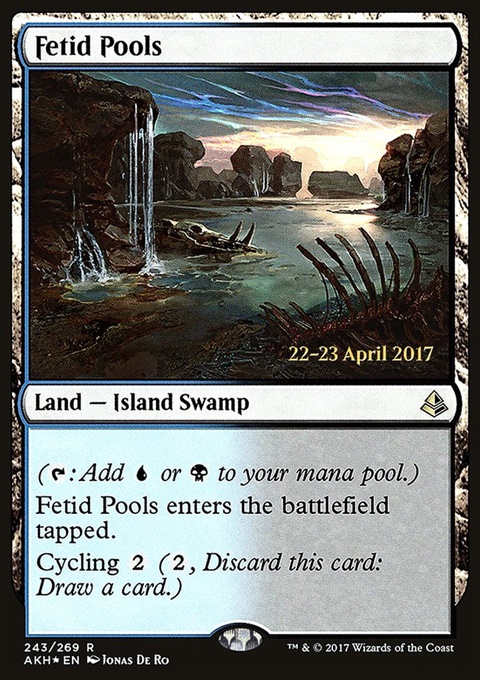 Fetid Pools
22–23 April 2017
Land — Island Swamp
( : Add or to your mana pool.)
Fetid Pools enters the battlefield
tapped.
Cycling 2 (2, Discard this card:
Draw a card.)
243/269 R
AKH★EN Jonas De Ro
™ & © 2017 Wizards of the Coast